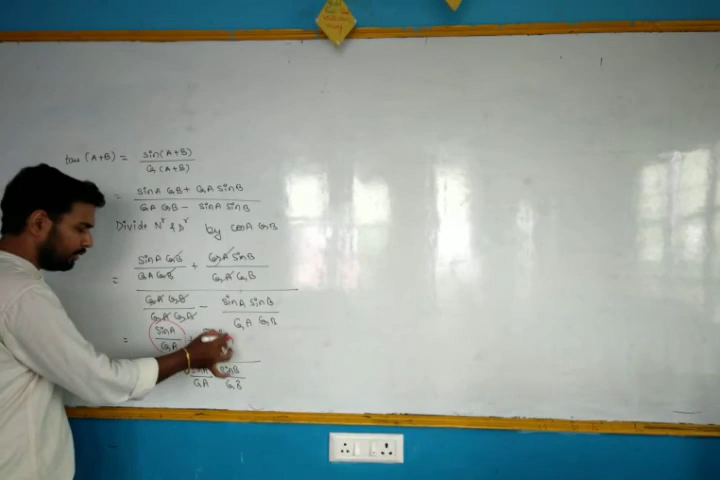 tan (A+B) = sin(A+B) / Cos(A+B)
= SinA CosB + CosA SinB / CosA CosB - SinA SinB
Divide Nʳ & Dʳ by cosA CosB
= SinA CosB / CosA CosB + CosA SinB / CosA CosB
CosA CosB / CosA CosB - SinA SinB / CosA CosB
= SinA / CosA +
SinA / CosA SinB / CosB